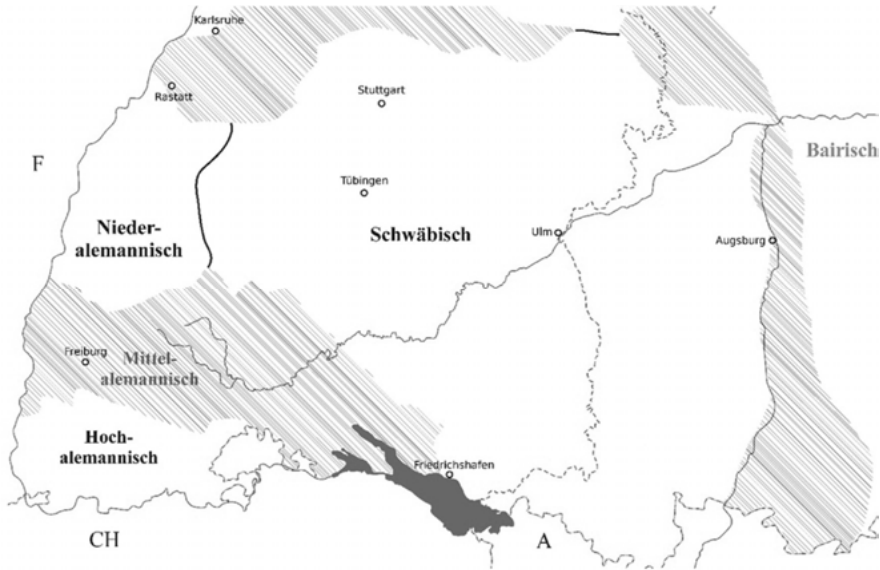 Karlsruhe
Rastatt
Stuttgart
F
Bairisch
Tübingen
Nieder-
alemannisch
Schwäbisch
Ulm
Augsburg
Freiburg
Mittel-
alemannisch
Hoch-
alemannisch
Friedrichshafen
CH
A